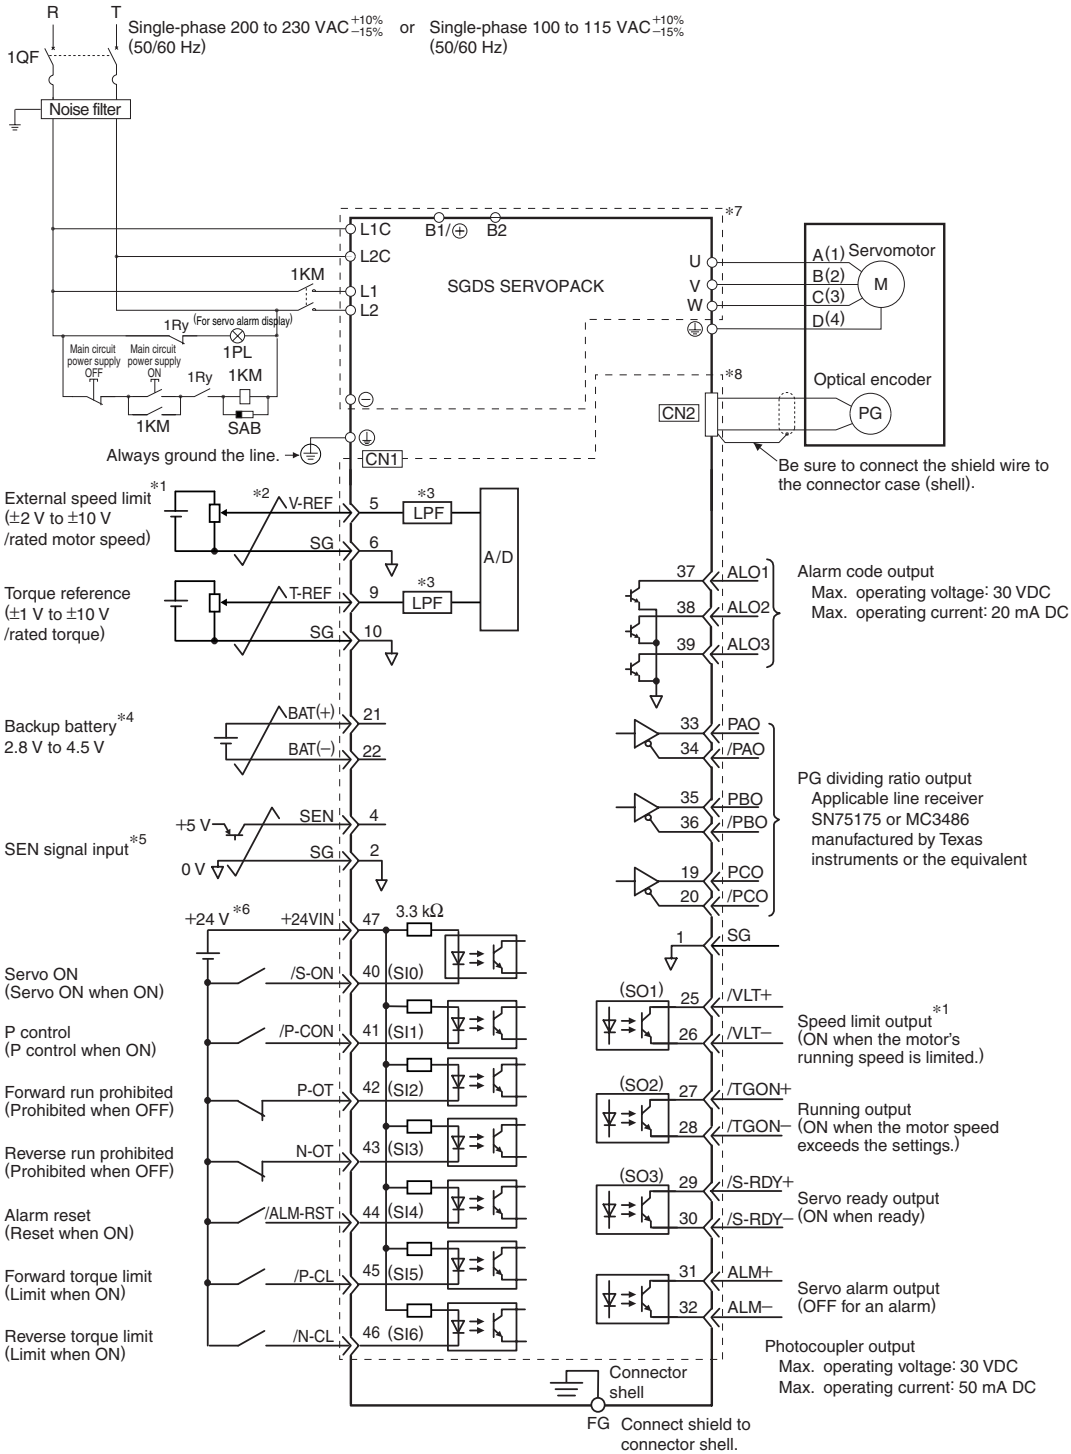 R T
Single-phase 200 to 230 VAC +10% −15% or Single-phase 100 to 115 VAC +10% −15%
(50/60 Hz) (50/60 Hz)
1QF
Noise filter
*7
L1C B1/⊕ B2
L2C
1KM
L1
L2
SGDS SERVOPACK
U
V
W
A(1)
B(2)
C(3)
D(4)
Servomotor
M
(For servo alarm display)
1Ry
1PL
Main circuit power supply OFF
Main circuit power supply ON
1Ry 1KM
1KM SAB
*8
⊖
CN2
Optical encoder
PG
Always ground the line.
CN1
Be sure to connect the shield wire to
the connector case (shell).
External speed limit*1
(±2 V to ±10 V
/rated motor speed)
*2 V-REF 5 *3 LPF
SG 6
A/D
Torque reference
(±1 V to ±10 V
/rated torque)
T-REF 9 *3 LPF
SG 10
37 ALO1
38 ALO2
39 ALO3
Alarm code output
Max. operating voltage: 30 VDC
Max. operating current: 20 mA DC
Backup battery*4
2.8 V to 4.5 V
BAT(+) 21
BAT(−) 22
33 PAO
34 /PAO
35 PBO
36 /PBO
19 PCO
20 /PCO
PG dividing ratio output
Applicable line receiver
SN75175 or MC3486
manufactured by Texas
instruments or the equivalent
SEN signal input*5
+5 V SEN 4
0 V SG 2
1 SG
+24 V *6 +24VIN 47 3.3 kΩ
Servo ON
(Servo ON when ON)
/S-ON 40 (SI0)
P control
(P control when ON)
/P-CON 41 (SI1)
Forward run prohibited
(Prohibited when OFF)
P-OT 42 (SI2)
Reverse run prohibited
(Prohibited when OFF)
N-OT 43 (SI3)
Alarm reset
(Reset when ON)
/ALM-RST 44 (SI4)
Forward torque limit
(Limit when ON)
/P-CL 45 (SI5)
Reverse torque limit
(Limit when ON)
/N-CL 46 (SI6)
(SO1) 25 /VLT+
26 /VLT−
Speed limit output*1
(ON when the motor's
running speed is limited.)
(SO2) 27 /TGON+
28 /TGON−
Running output
(ON when the motor speed
exceeds the settings.)
(SO3) 29 /S-RDY+
30 /S-RDY−
Servo ready output
(ON when ready)
31 ALM+
32 ALM−
Servo alarm output
(OFF for an alarm)
Photocoupler output
Max. operating voltage: 30 VDC
Max. operating current: 50 mA DC
Connector
shell
FG Connect shield to
connector shell.